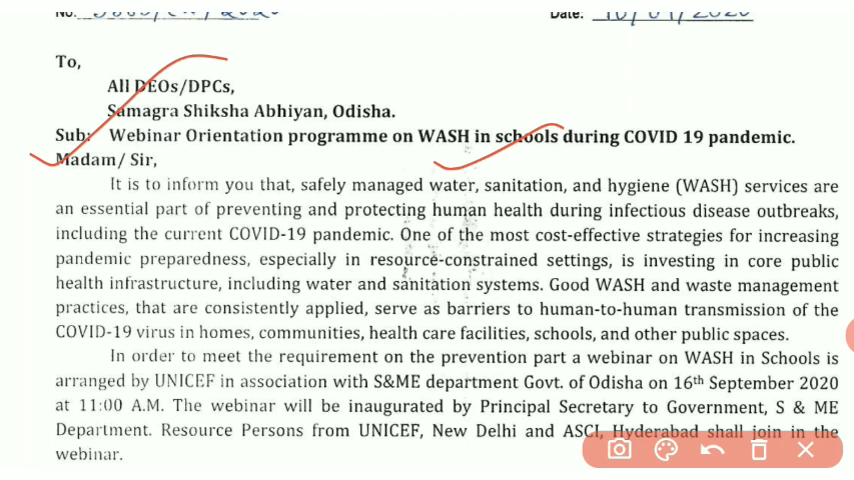 To,
All DEOs/DPCs,
Samagra Shiksha Abhiyan, Odisha.
Sub: Webinar Orientation programme on WASH in schools during COVID 19 pandemic.
Madam/ Sir,
It is to inform you that, safely managed water, sanitation, and hygiene (WASH) services are
an essential part of preventing and protecting human health during infectious disease outbreaks,
including the current COVID-19 pandemic. One of the most cost-effective strategies for increasing
pandemic preparedness, especially in resource-constrained settings, is investing in core public
health infrastructure, including water and sanitation systems. Good WASH and waste management
practices, that are consistently applied, serve as barriers to human-to-human transmission of the
COVID-19 virus in homes, communities, health care facilities, schools, and other public spaces.
In order to meet the requirement on the prevention part a webinar on WASH in Schools is
arranged by UNICEF in association with S&ME department Govt. of Odisha on 16th September 2020
at 11:00 A.M. The webinar will be inaugurated by Principal Secretary to Government, S & ME
Department. Resource Persons from UNICEF, New Delhi and ASCI, Hyderabad shall join in the
webinar.